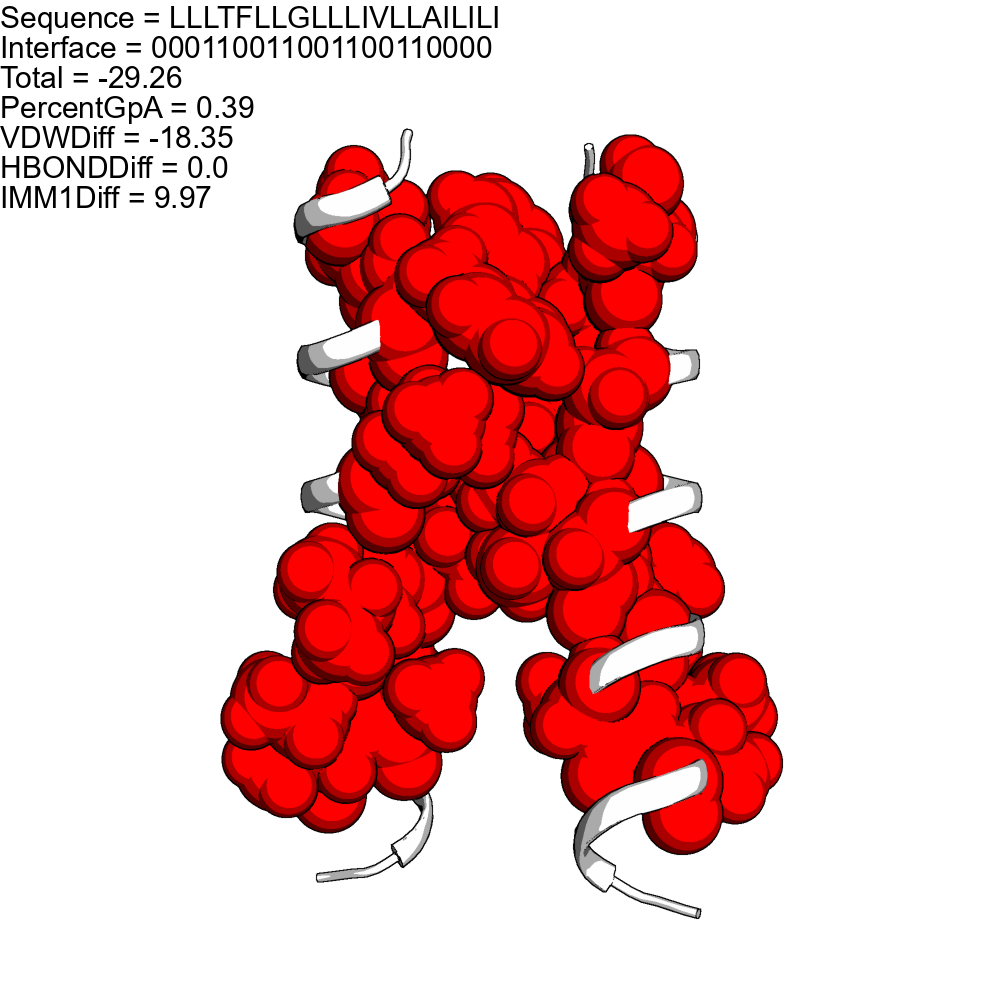 Sequence = LLLTFLLGLLLIVLLAILILI
Interface = 000110011001100110000
Total = -29.26
PercentGpA = 0.39
VDWDiff = -18.35
HBONDDiff = 0.0
IMM1Diff = 9.97